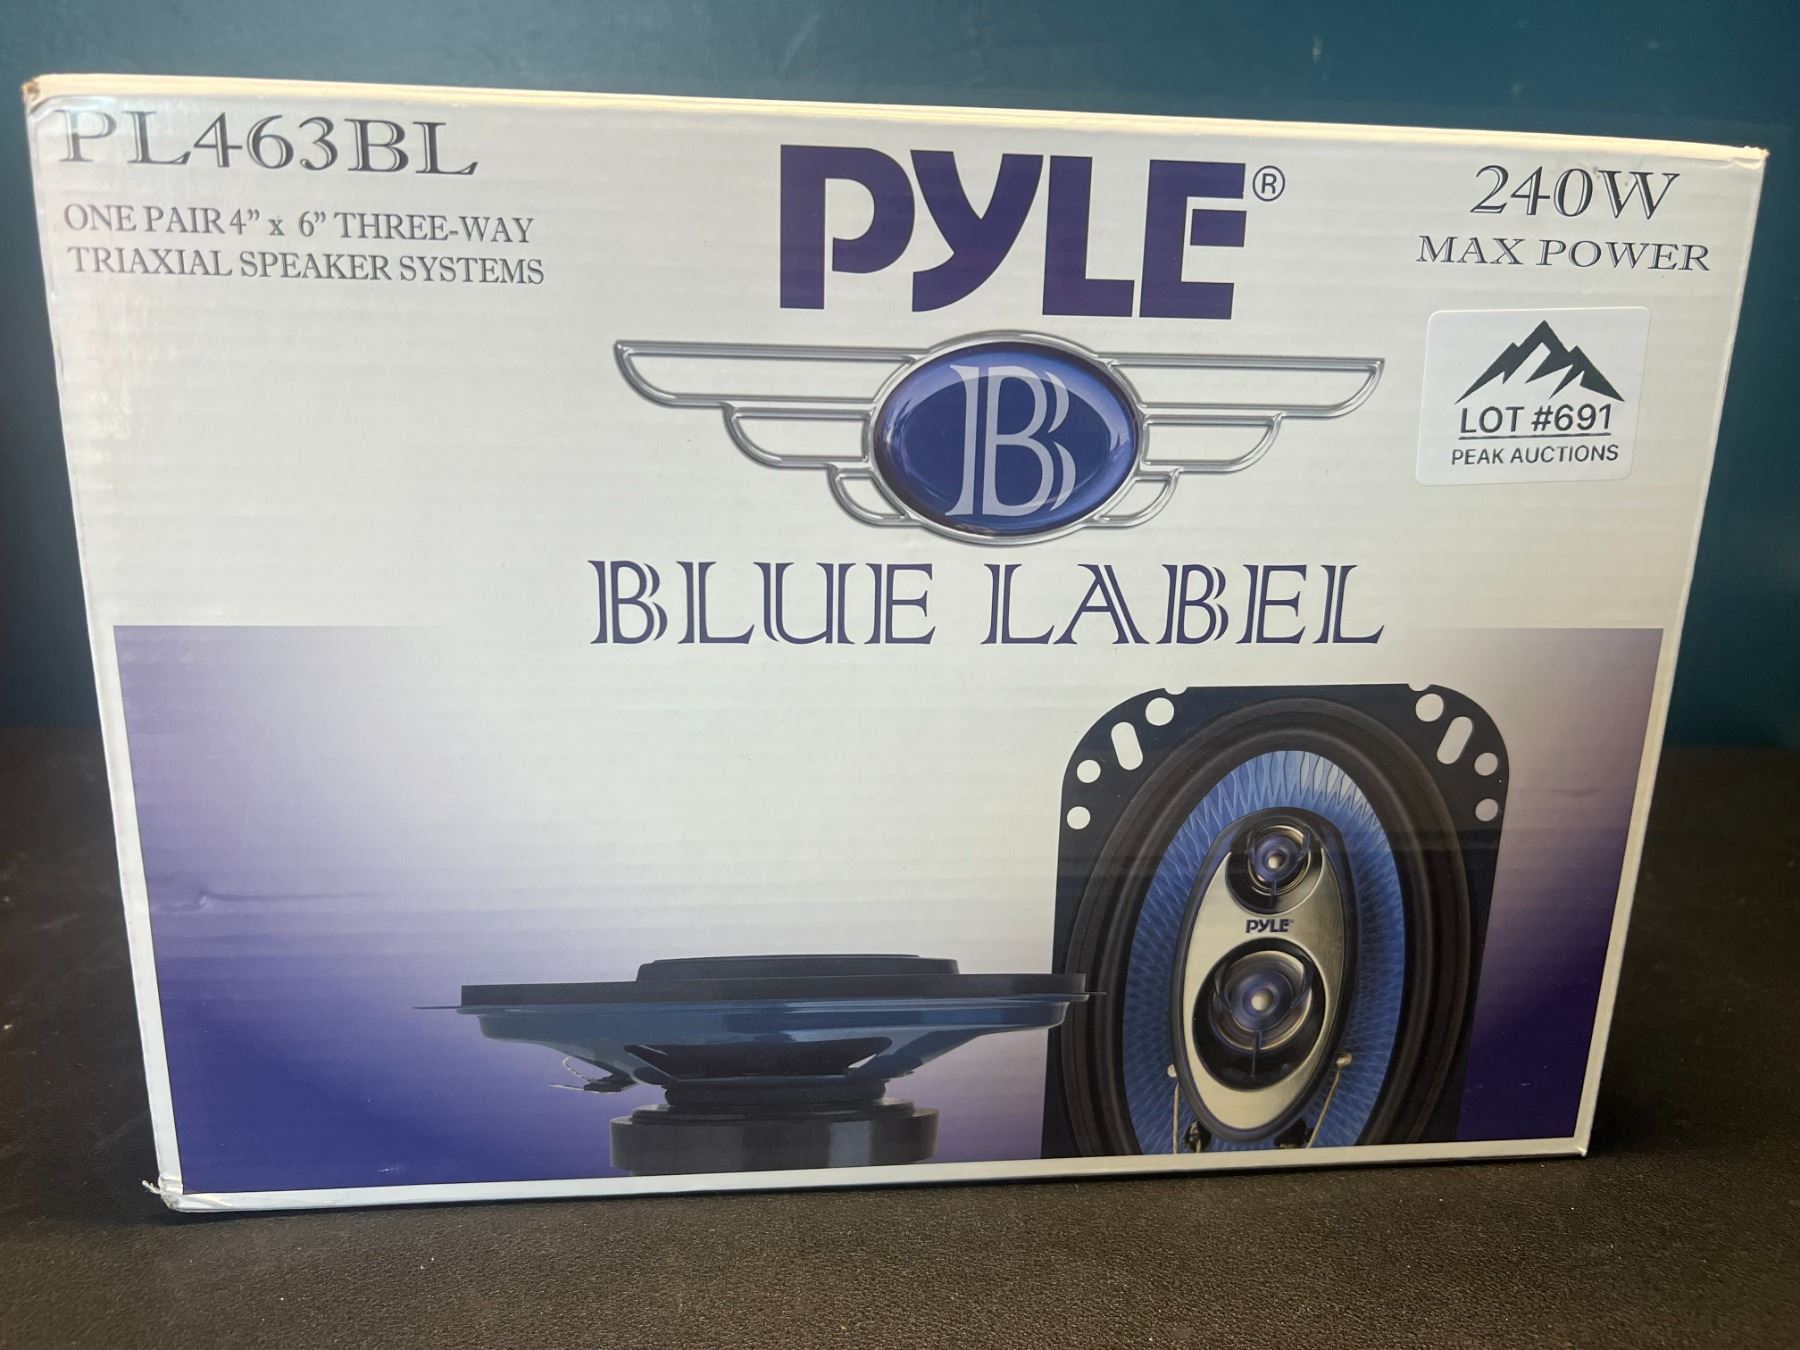 PL463BL
ONE PAIR 4” x 6” THREE-WAY
TRIAXIAL SPEAKER SYSTEMS
PYLE®
240W
MAX POWER
B
LOT #691
PEAK AUCTIONS
BLUE LABEL
PYLE